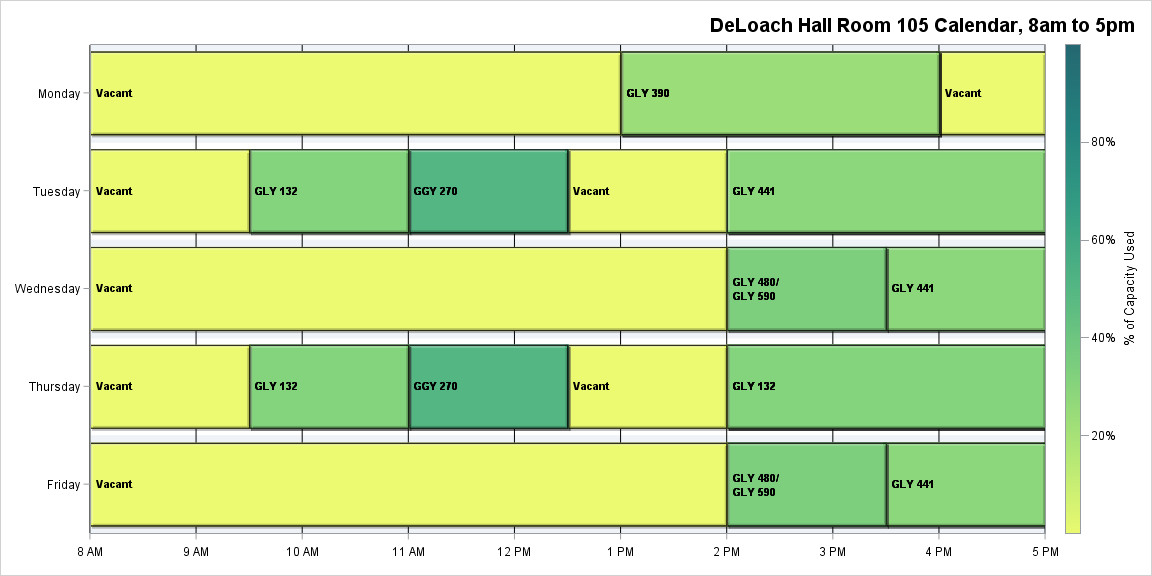 DeLoach Hall Room 105 Calendar, 8am to 5pm
Monday
Vacant
GLY 390
Vacant
Tuesday
Vacant
GLY 132
GGY 270
Vacant
GLY 441
Wednesday
Vacant
GLY 480/
GLY 590
GLY 441
Thursday
Vacant
GLY 132
GGY 270
Vacant
GLY 132
Friday
Vacant
GLY 480/
GLY 590
GLY 441
8 AM
9 AM
10 AM
11 AM
12 PM
1 PM
2 PM
3 PM
4 PM
5 PM
80%
60%
40%
20%
% of Capacity Used